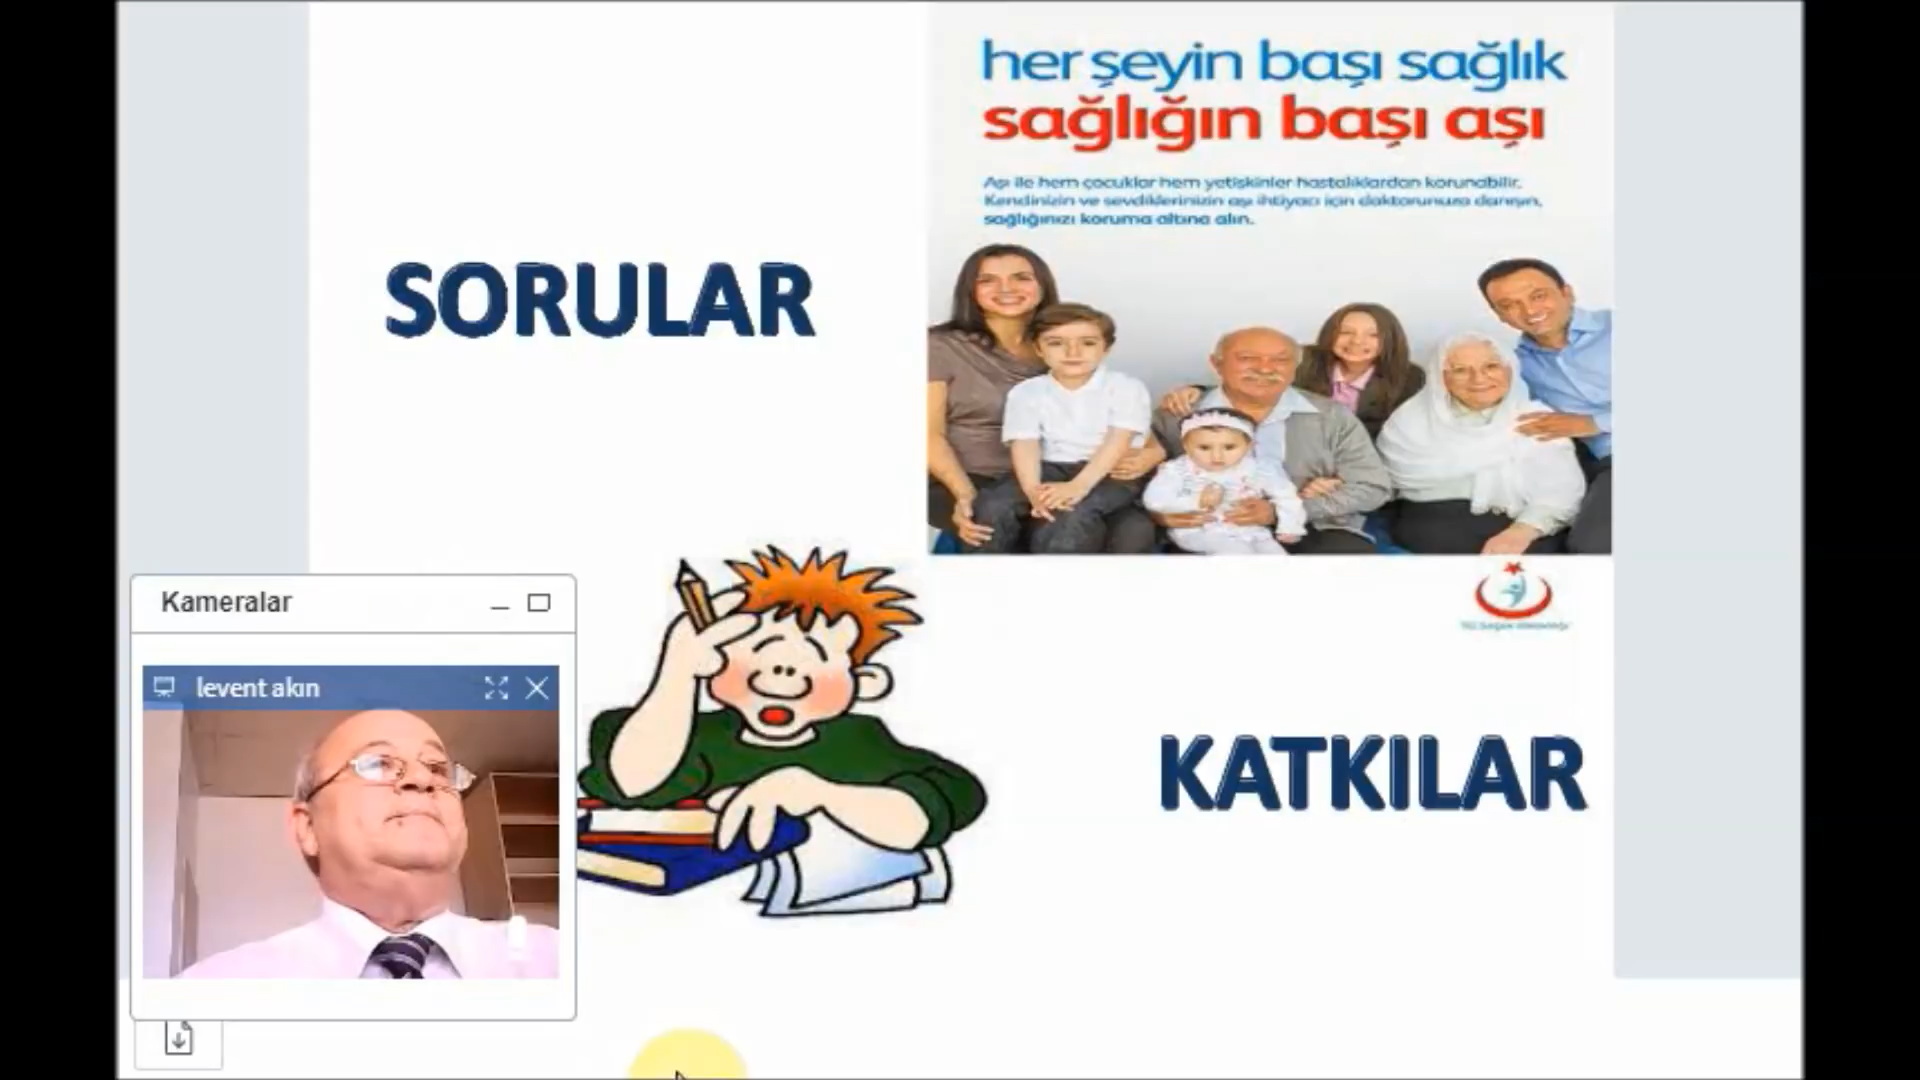 her şeyin başı sağlık
sağlığın başı aşı
Aşı ile hem çocuklar hem yetişkinler hastalıklardan korunabilir.
Kendinizin ve sevdiklerinizin aşı ihtiyacı için doktorunuza danışın,
sağlığınızı koruma altına alın.
SORULAR
KATKILAR
Kameralar
levent akın